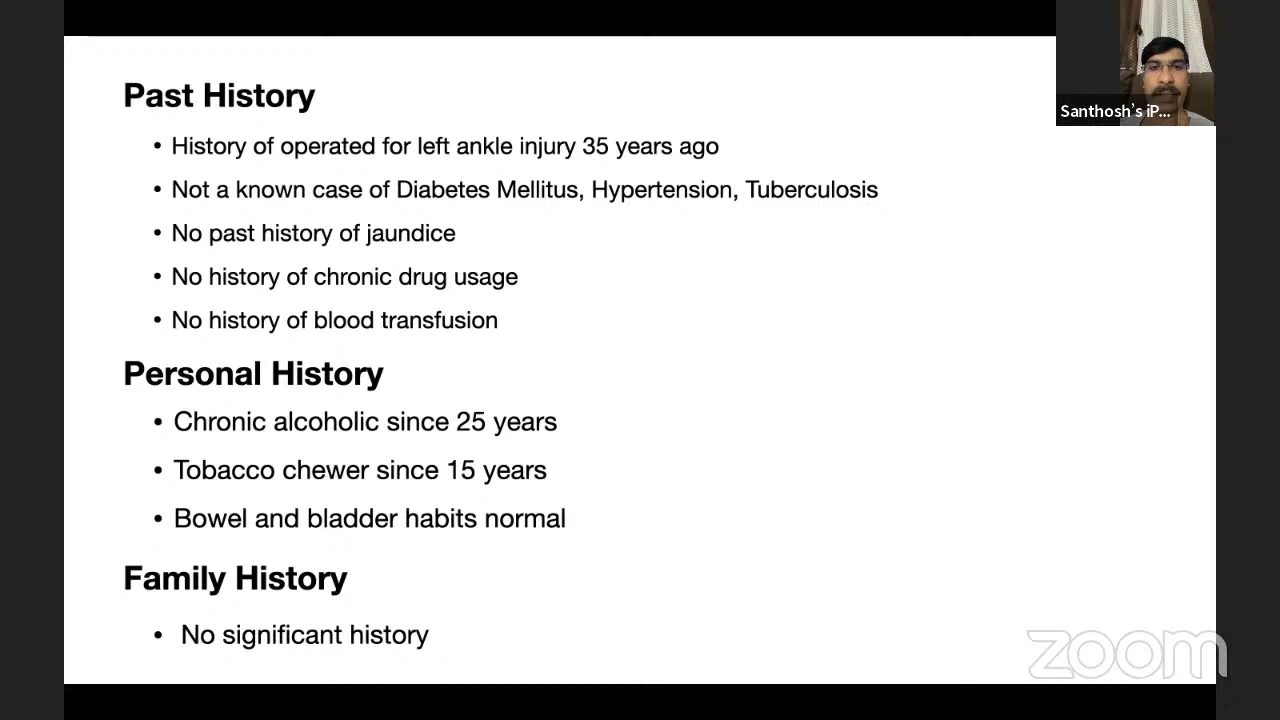 Past History
• History of operated for left ankle injury 35 years ago
• Not a known case of Diabetes Mellitus, Hypertension, Tuberculosis
• No past history of jaundice
• No history of chronic drug usage
• No history of blood transfusion
Personal History
• Chronic alcoholic since 25 years
• Tobacco chewer since 15 years
• Bowel and bladder habits normal
Family History
• No significant history
Santhosh's iP...
zoom